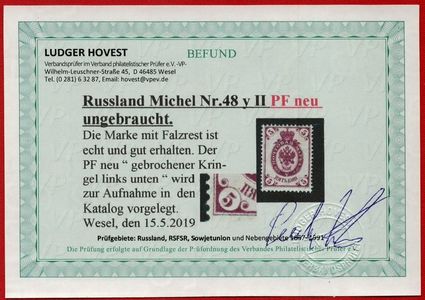 LUDGER HOVEST
BEFUND
Verbandsprüfer im Verband philatelistischer Prüfer e.V. -VP-
Wilhelm-Leuschner-Straße 45, D 46485 Wesel
Tel. (0 281) 6 32 87, Email: hovest@vpev.de
Russland Michel Nr.48 y II PF neu
ungebraucht.
Die Marke mit Falzrest ist
echt und gut erhalten. Der
PF neu “ gebrochener Krin-
gel links unten “ wird
zur Aufnahme in den
Katalog vorgelegt.
Wesel, den 15.5.2019
5
Prüfgebiete: Russland, RSFSR, Sowjetunion und Nebengebiete
Die Prüfung erfolgt auf Grundlage der Prüfordnung des Verbandes Philatelistischer Prüfer